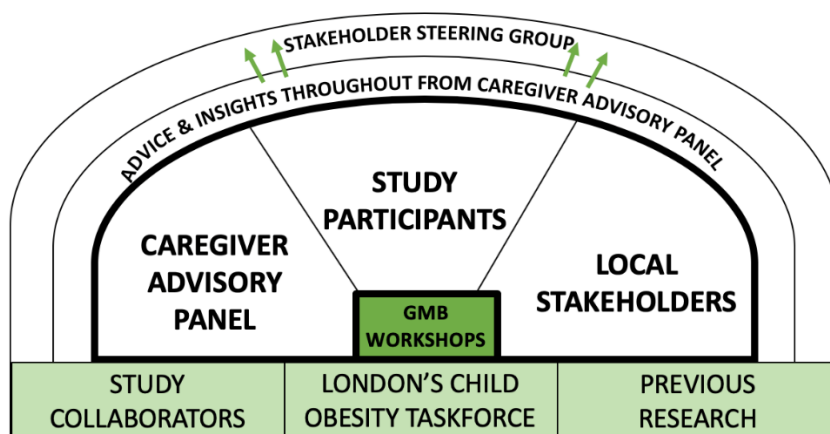 STAKEHOLDER STEERING GROUP
ADVICE & INSIGHTS THROUGHOUT FROM CAREGIVER ADVISORY PANEL
STUDY
PARTICIPANTS
CAREGIVER
ADVISORY
PANEL
LOCAL
STAKEHOLDERS
GMB
WORKSHOPS
STUDY
COLLABORATORS
LONDON'S CHILD
OBESITY TASKFORCE
PREVIOUS
RESEARCH